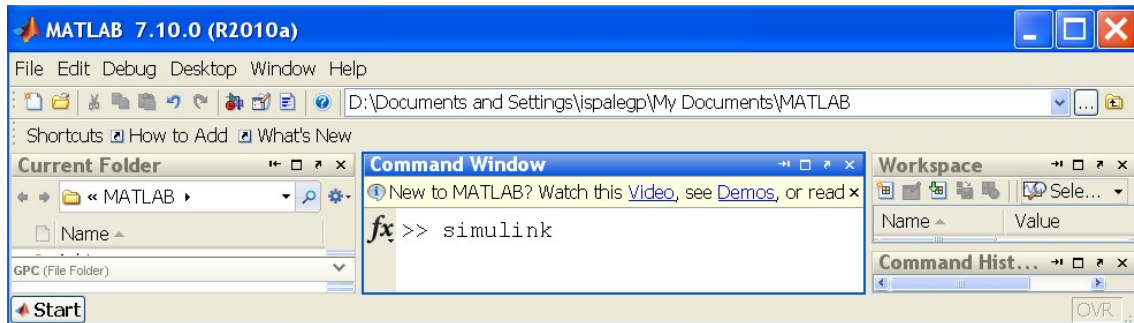 MATLAB 7.10.0 (R2010a)
File Edit Debug Desktop Window Help
D:\Documents and Settings\ispalegp\My Documents\MATLAB
Shortcuts How to Add What's New
Current Folder
« MATLAB
Name
GPC (File Folder)
Command Window
New to MATLAB? Watch this Video, see Demos, or read
fx >> simulink
Workspace
Sele...
Name Value
Command Hist...
Start
OVR